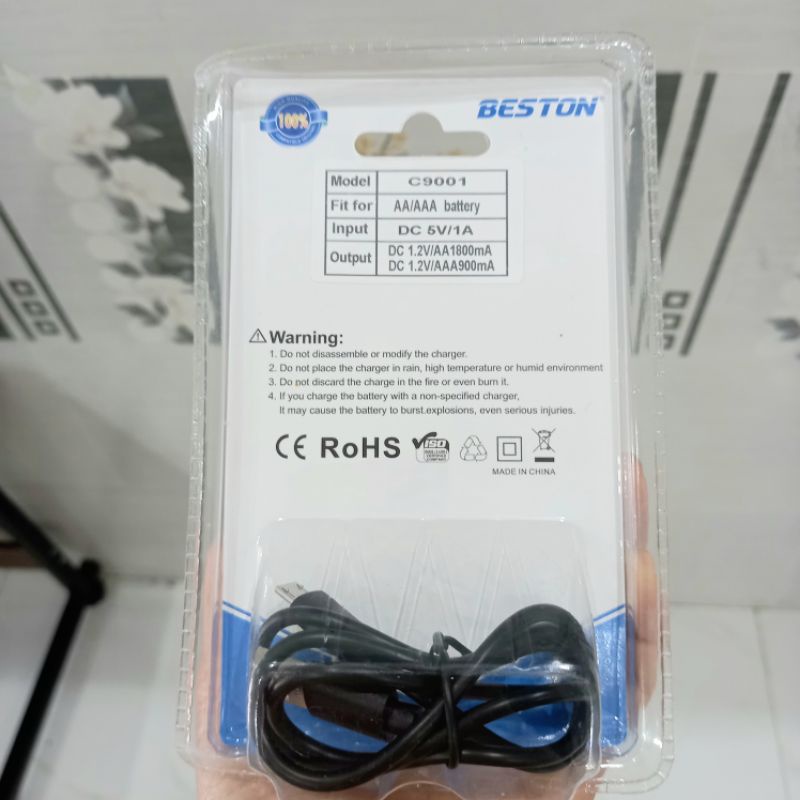 100%
BESTON
Model C9001
Fit for AA/AAA battery
Input DC 5V/1A
Output DC 1.2V/AA1800mA
DC 1.2V/AAA900mA
Warning:
1. Do not disassemble or modify the charger.
2. Do not place the charger in rain, high temperature or humid environment
3. Do not discard the charge in the fire or even burn it.
4. If you charge the battery with a non-specified charger,
It may cause the battery to burst.explosions, even serious injuries.
CE RoHS ISO
MADE IN CHINA